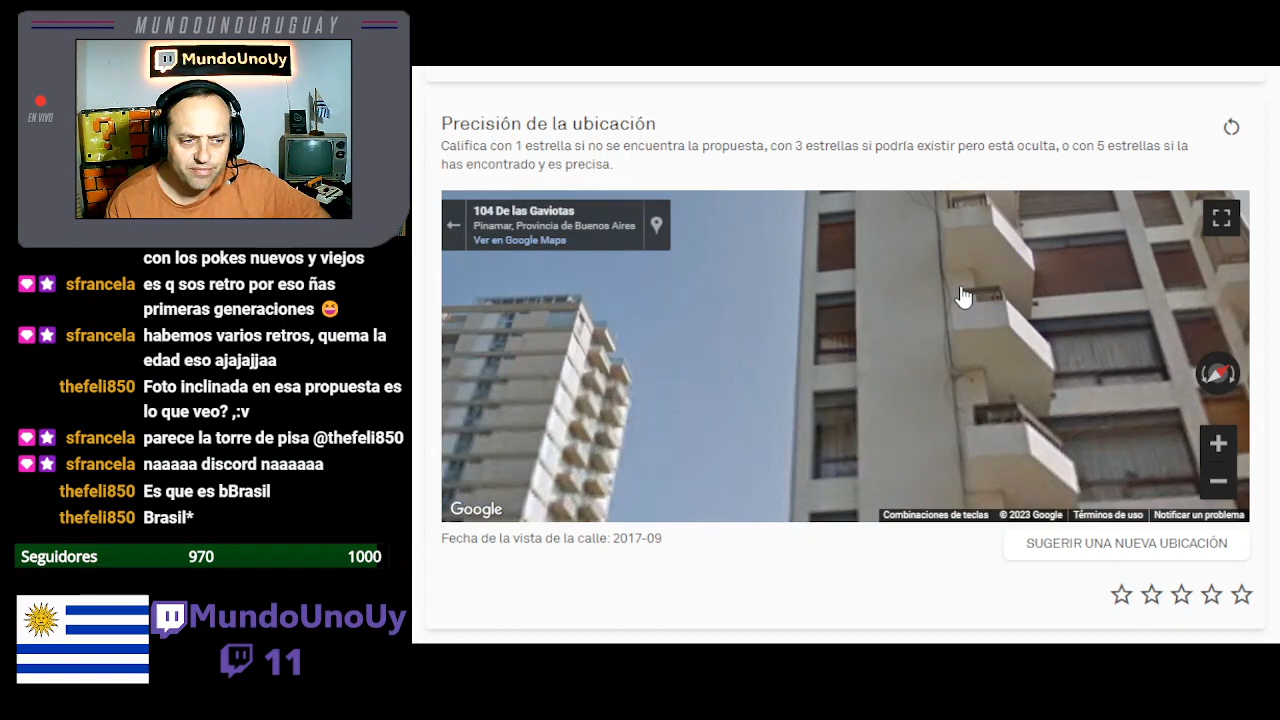 MUNDOUNOURUGUAY
MundoUnoUy
EN VIVO
con los pokes nuevos y viejos
sfrancela es q sos retro por eso ñas
primeras generaciones 😆
sfrancela habemos varios retros, quema la
edad eso ajajajjaa
thefeli850 Foto inclinada en esa propuesta es
lo que veo? ,:v
sfrancela parece la torre de pisa @thefeli850
sfrancela naaaaa discord naaaaaa
thefeli850 Es que es bBrasil
thefeli850 Brasil*
Seguidores 970 1000
MundoUnoUy
11
Precisión de la ubicación
Califica con 1 estrella si no se encuentra la propuesta, con 3 estrellas si podría existir pero está oculta, o con 5 estrellas si la
has encontrado y es precisa.
104 De las Gaviotas
Pinamar, Provincia de Buenos Aires
Ver en Google Maps
Google
Combinaciones de teclas © 2023 Google Términos de uso Notificar un problema
Fecha de la vista de la calle: 2017-09
SUGERIR UNA NUEVA UBICACIÓN